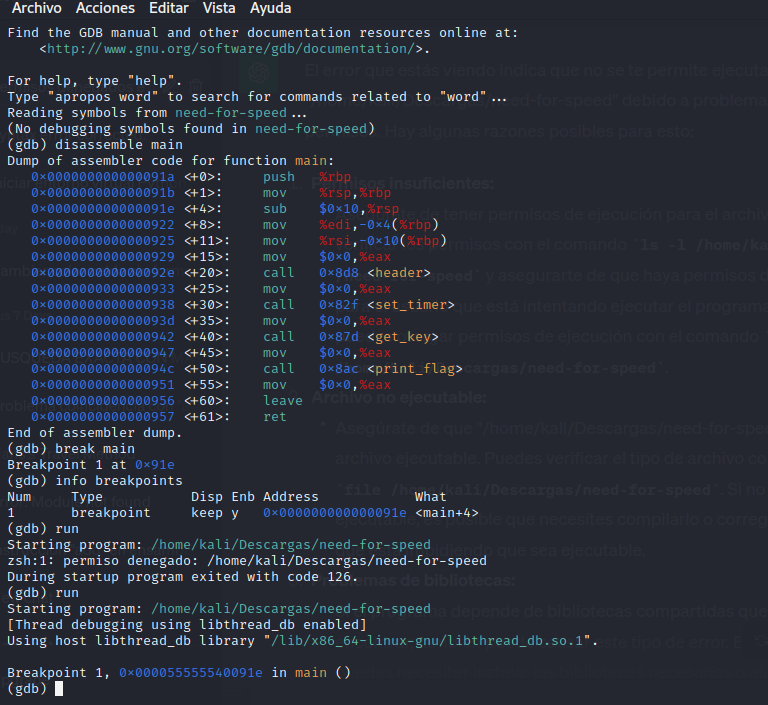 Archivo Acciones Editar Vista Ayuda
Find the GDB manual and other documentation resources online at:
    <http://www.gnu.org/software/gdb/documentation/>.

For help, type "help".
Type "apropos word" to search for commands related to "word"...
Reading symbols from need-for-speed...
(No debugging symbols found in need-for-speed)
(gdb) disassemble main
Dump of assembler code for function main:
   0x000000000000091a <+0>:     push   %rbp
   0x000000000000091b <+1>:     mov    %rsp,%rbp
   0x000000000000091e <+4>:     sub    $0x10,%rsp
   0x0000000000000922 <+8>:     mov    %edi,-0x4(%rbp)
   0x0000000000000925 <+11>:    mov    %rsi,-0x10(%rbp)
   0x0000000000000929 <+15>:    mov    $0x0,%eax
   0x000000000000092e <+20>:    call   0x8d8 <header>
   0x0000000000000933 <+25>:    mov    $0x0,%eax
   0x0000000000000938 <+30>:    call   0x82f <set_timer>
   0x000000000000093d <+35>:    mov    $0x0,%eax
   0x0000000000000942 <+40>:    call   0x87d <get_key>
   0x0000000000000947 <+45>:    mov    $0x0,%eax
   0x000000000000094c <+50>:    call   0x8ac <print_flag>
   0x0000000000000951 <+55>:    mov    $0x0,%eax
   0x0000000000000956 <+60>:    leave
   0x0000000000000957 <+61>:    ret
End of assembler dump.
(gdb) break main
Breakpoint 1 at 0x91e
(gdb) info breakpoints
Num     Type           Disp Enb Address            What
1       breakpoint     keep y   0x000000000000091e <main+4>
(gdb) run
Starting program: /home/kali/Descargas/need-for-speed
zsh:1: permiso denegado: /home/kali/Descargas/need-for-speed
During startup program exited with code 126.
(gdb) run
Starting program: /home/kali/Descargas/need-for-speed
[Thread debugging using libthread_db enabled]
Using host libthread_db library "/lib/x86_64-linux-gnu/libthread_db.so.1".

Breakpoint 1, 0x000055555540091e in main ()
(gdb)